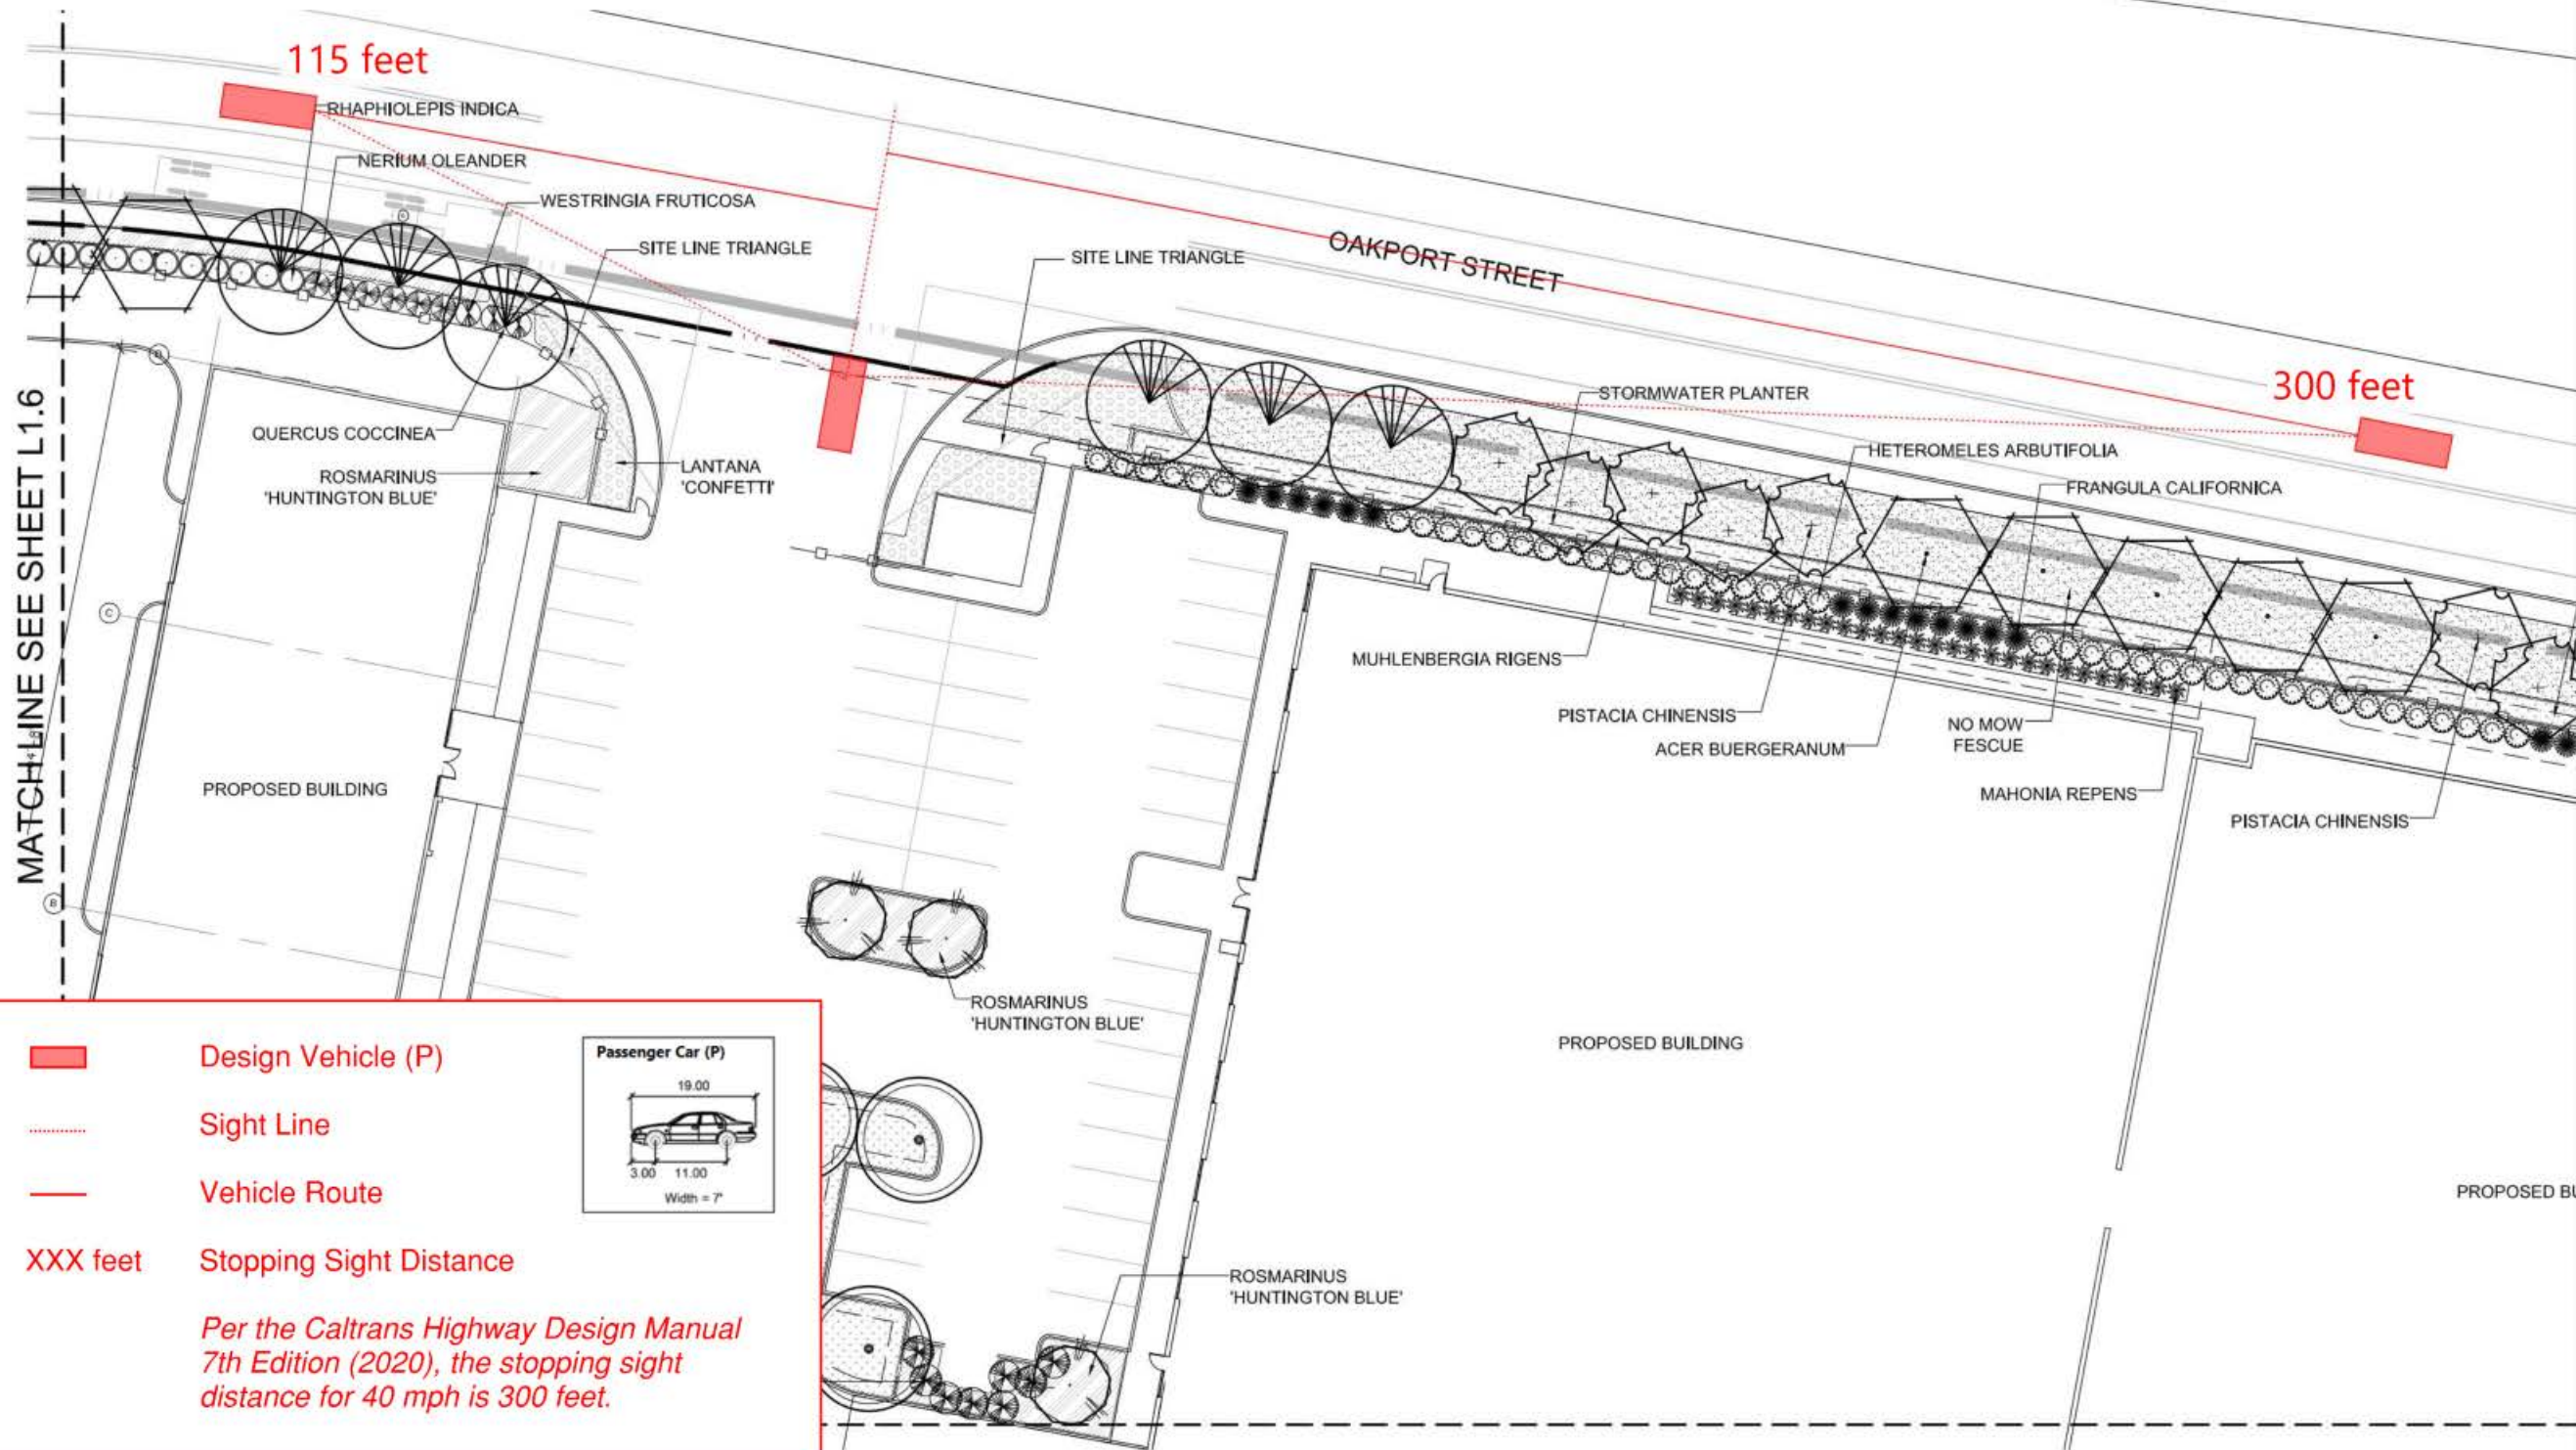 115 feet
RHAPHIOLEPIS INDICA
NERIUM OLEANDER
WESTRINGIA FRUTICOSA
SITE LINE TRIANGLE
SITE LINE TRIANGLE
OAKPORT STREET
300 feet
STORMWATER PLANTER
HETEROMELES ARBUTIFOLIA
FRANGULA CALIFORNICA
MATCHLINE SEE SHEET L1.6
QUERCUS COCCINEA
ROSMARINUS
'HUNTINGTON BLUE'
LANTANA
'CONFETTI'
C
MUHLENBERGIA RIGENS
PISTACIA CHINENSIS
ACER BUERGERANUM
NO MOW
FESCUE
MAHONIA REPENS
PISTACIA CHINENSIS
PROPOSED BUILDING
B
ROSMARINUS
'HUNTINGTON BLUE'
PROPOSED BUILDING
PROPOSED BU
ROSMARINUS
'HUNTINGTON BLUE'
Design Vehicle (P)
Sight Line
Vehicle Route
XXX feet Stopping Sight Distance
Per the Caltrans Highway Design Manual
7th Edition (2020), the stopping sight
distance for 40 mph is 300 feet.
Passenger Car (P)
19.00
3.00 11.00
Width = 7'